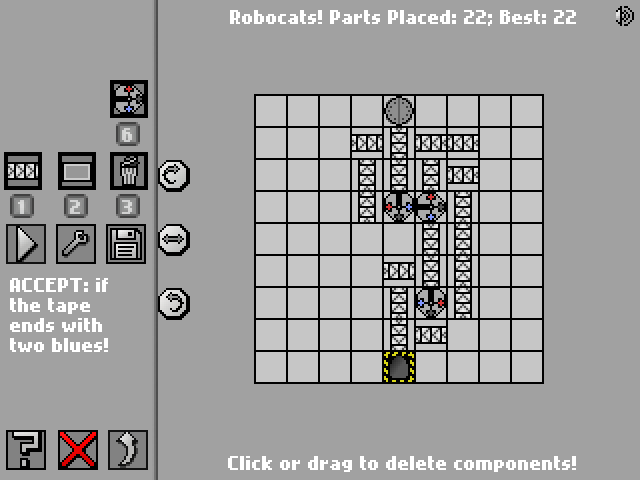 Robocats! Parts Placed: 22; Best: 22
6
1 2 3
ACCEPT: if
the tape
ends with
two blues!
Click or drag to delete components!